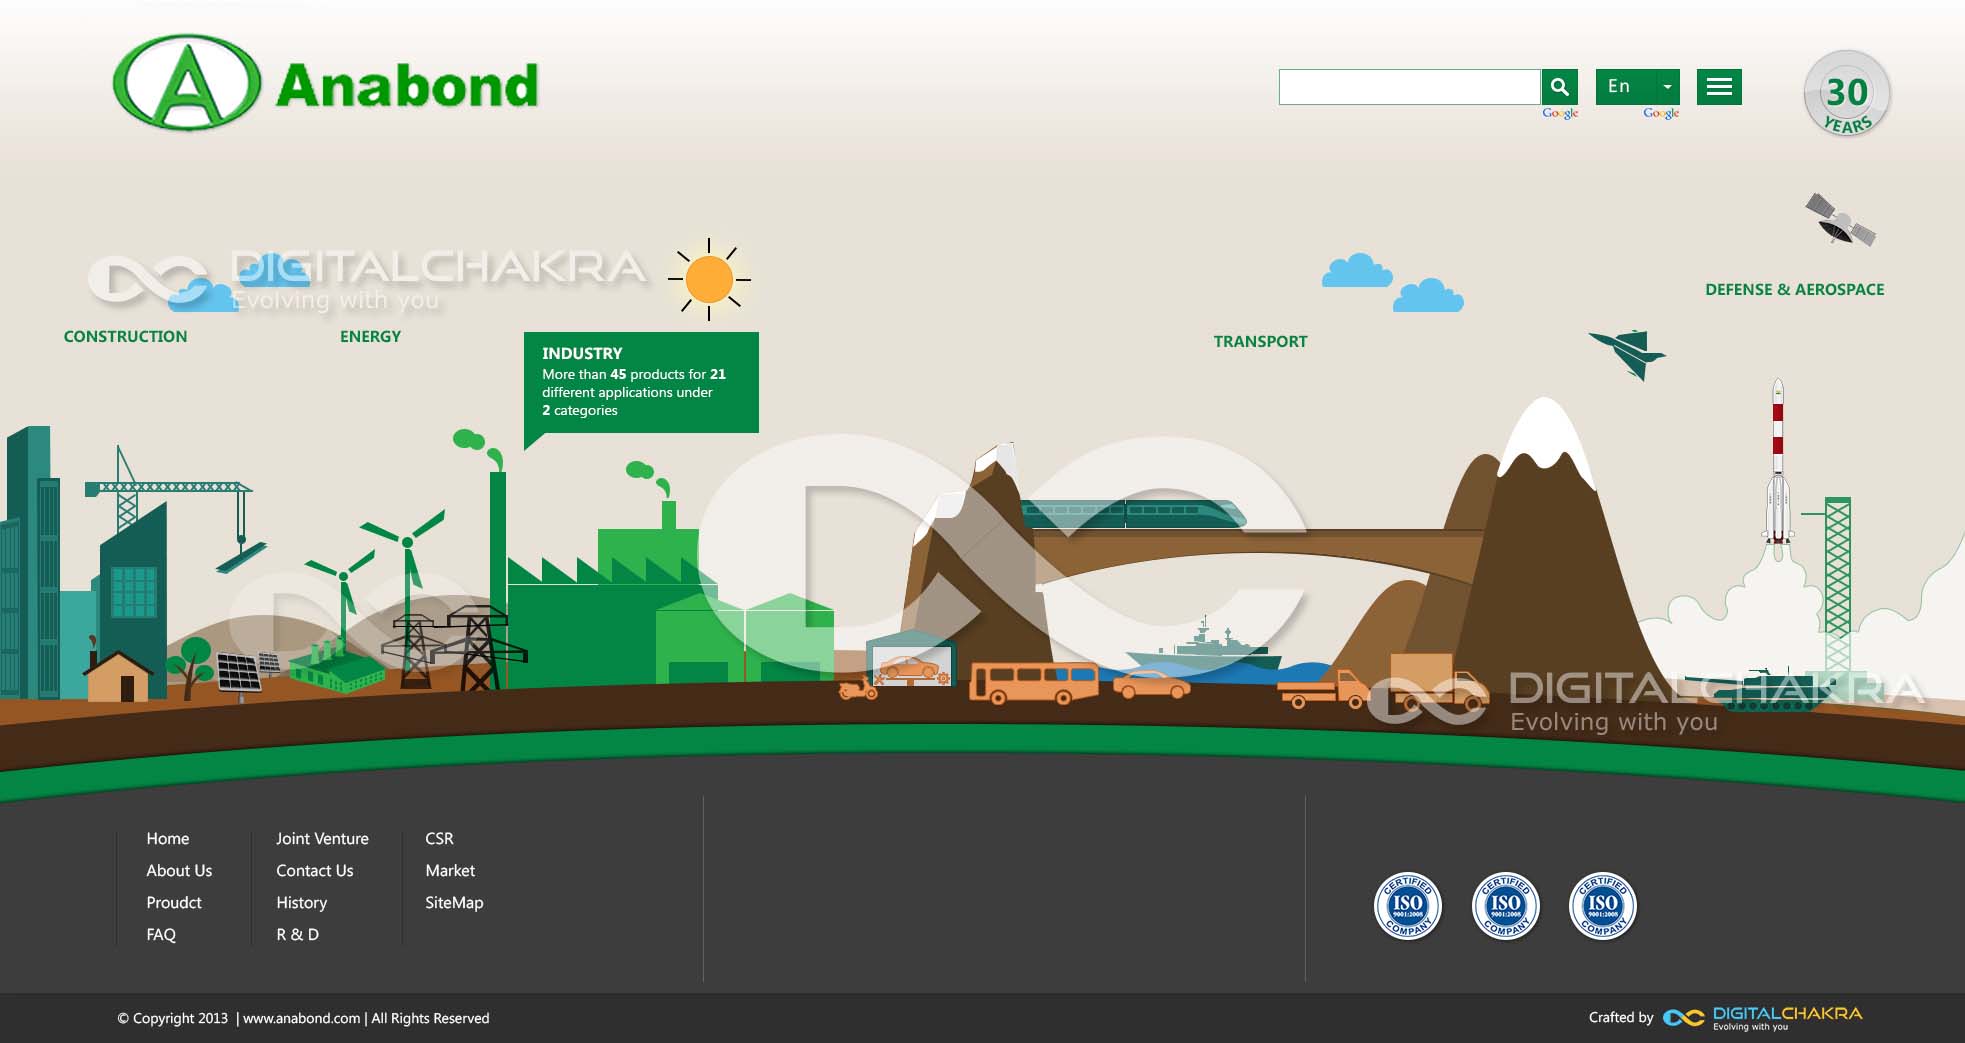 A Anabond
En
Google
Google
30
YEARS
DIGITALCHAKRA
Evolving with you
DEFENSE & AEROSPACE
CONSTRUCTION
ENERGY
TRANSPORT
INDUSTRY
More than 45 products for 21
different applications under
2 categories
DIGITALCHAKRA
Evolving with you
Home
About Us
Proudct
FAQ
Joint Venture
Contact Us
History
R & D
CSR
Market
SiteMap
CERTIFIED
ISO
9001:2008
COMPANY
CERTIFIED
ISO
9001:2008
COMPANY
CERTIFIED
ISO
9001:2008
COMPANY
© Copyright 2013 | www.anabond.com | All Rights Reserved
Crafted by DIGITALCHAKRA
Evolving with you